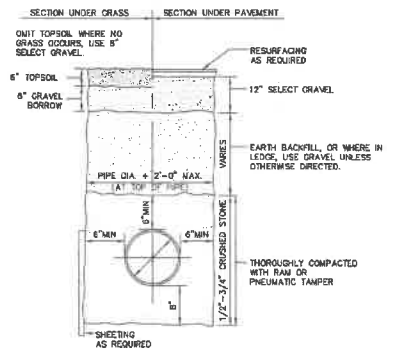 SECTION UNDER GRASS
SECTION UNDER PAVEMENT
OMIT TOPSOIL WHERE NO
GRASS OCCURS, USE 8"
SELECT GRAVEL.
RESURFACING
AS REQUIRED
6" TOPSOIL
6" GRAVEL
BORROW
12" SELECT GRAVEL
VARIES
EARTH BACKFILL, OR WHERE IN
LEDGE, USE GRAVEL UNLESS
OTHERWISE DIRECTED.
PIPE DIA. + 2'-0" MAX.
(AT TOP OF PIPE)
6"MIN
6"MIN
6"MIN
1/2"-3/4" CRUSHED STONE
THOROUGHLY COMPACTED
WITH RAM OR
PNEUMATIC TAMPER
8"
SHEETING
AS REQUIRED